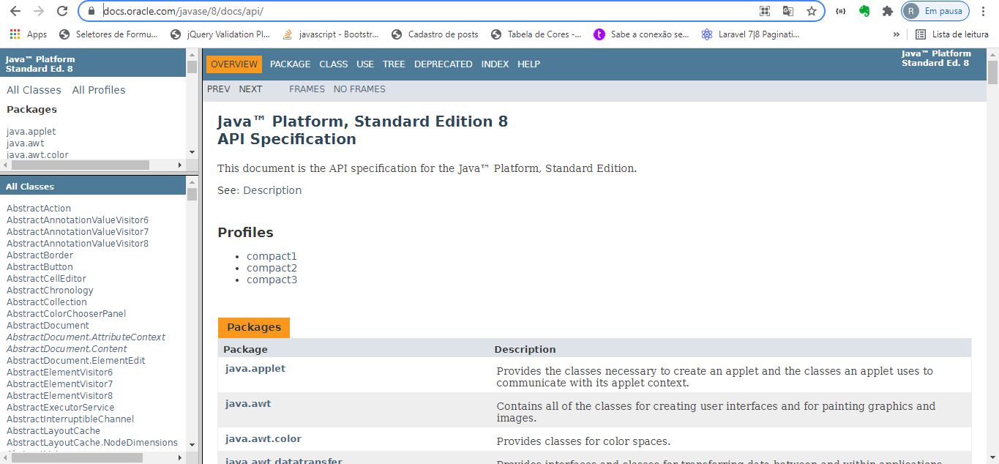 docs.oracle.com/javase/8/docs/api/
R Em pausa
Apps Seletores de Formu... jQuery Validation Pl... javascript - Bootstr... Cadastro de posts Tabela de Cores -... t Sabe a conexão se... Laravel 7|8 Paginati... » Lista de leitura
Java™ Platform
Standard Ed. 8
All Classes All Profiles
Packages
java.applet
java.awt
java.awt.color
All Classes
AbstractAction
AbstractAnnotationValueVisitor6
AbstractAnnotationValueVisitor7
AbstractAnnotationValueVisitor8
AbstractBorder
AbstractButton
AbstractCellEditor
AbstractChronology
AbstractCollection
AbstractColorChooserPanel
AbstractDocument
AbstractDocument.AttributeContext
AbstractDocument.Content
AbstractDocument.ElementEdit
AbstractElementVisitor6
AbstractElementVisitor7
AbstractElementVisitor8
AbstractExecutorService
AbstractInterruptibleChannel
AbstractLayoutCache
AbstractLayoutCache.NodeDimensions
OVERVIEW PACKAGE CLASS USE TREE DEPRECATED INDEX HELP
Java™ Platform
Standard Ed. 8
PREV NEXT FRAMES NO FRAMES
Java™ Platform, Standard Edition 8
API Specification
This document is the API specification for the Java™ Platform, Standard Edition.
See: Description
Profiles
• compact1
• compact2
• compact3
Packages
Package Description
java.applet Provides the classes necessary to create an applet and the classes an applet uses to
communicate with its applet context.
java.awt Contains all of the classes for creating user interfaces and for painting graphics and
images.
java.awt.color Provides classes for color spaces.
java.awt.datatransfer Provides interfaces and classes for transferring data between and within applications.